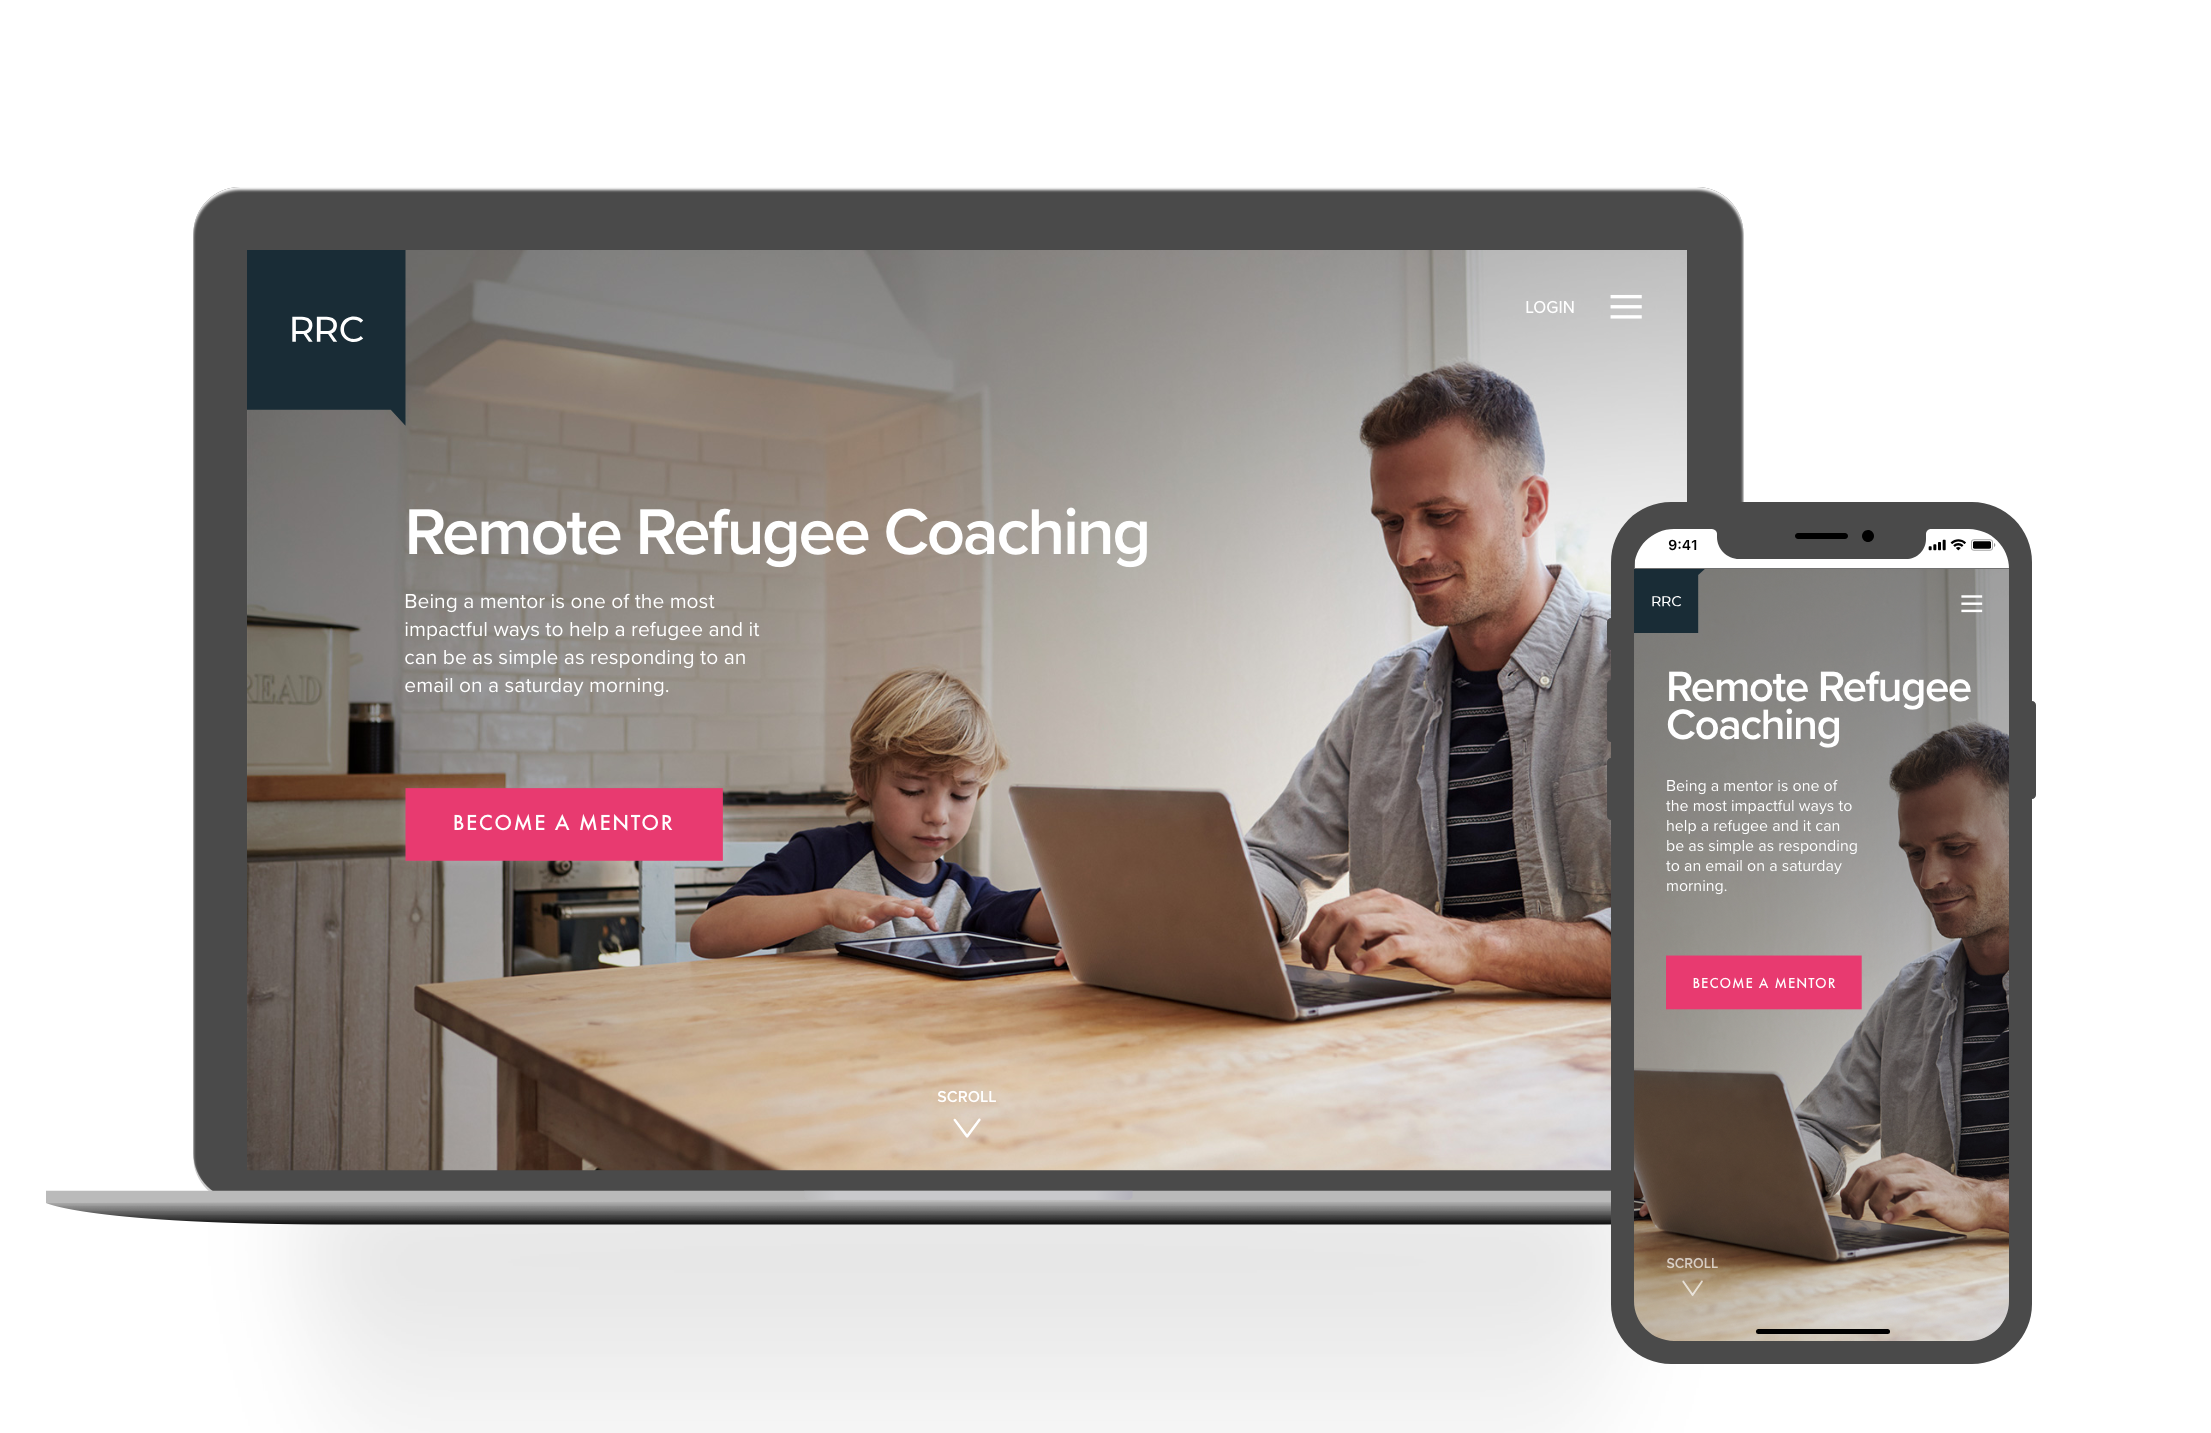 RRC
LOGIN
Remote Refugee Coaching
Being a mentor is one of the most
impactful ways to help a refugee and it
can be as simple as responding to an
email on a saturday morning.
READ
BECOME A MENTOR
SCROLL
9:41
RRC
Remote Refugee
Coaching
Being a mentor is one of
the most impactful ways to
help a refugee and it can
be as simple as responding
to an email on a saturday
morning.
BECOME A MENTOR
SCROLL